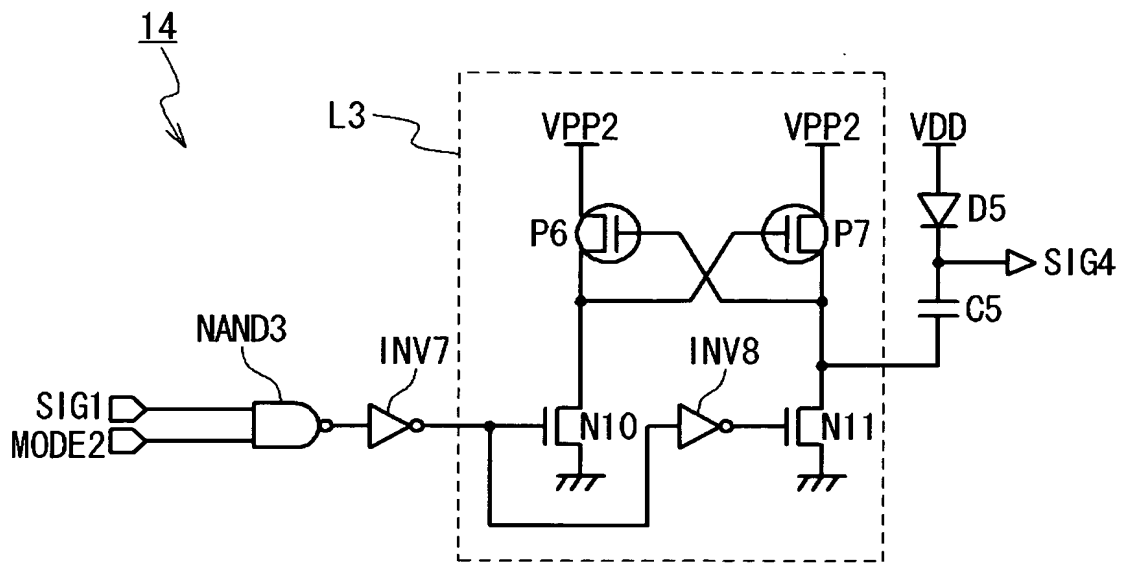 14
L3
VPP2
VPP2
VDD
P6
P7
D5
SIG4
C5
NAND3
INV7
INV8
SIG1
MODE2
N10
N11